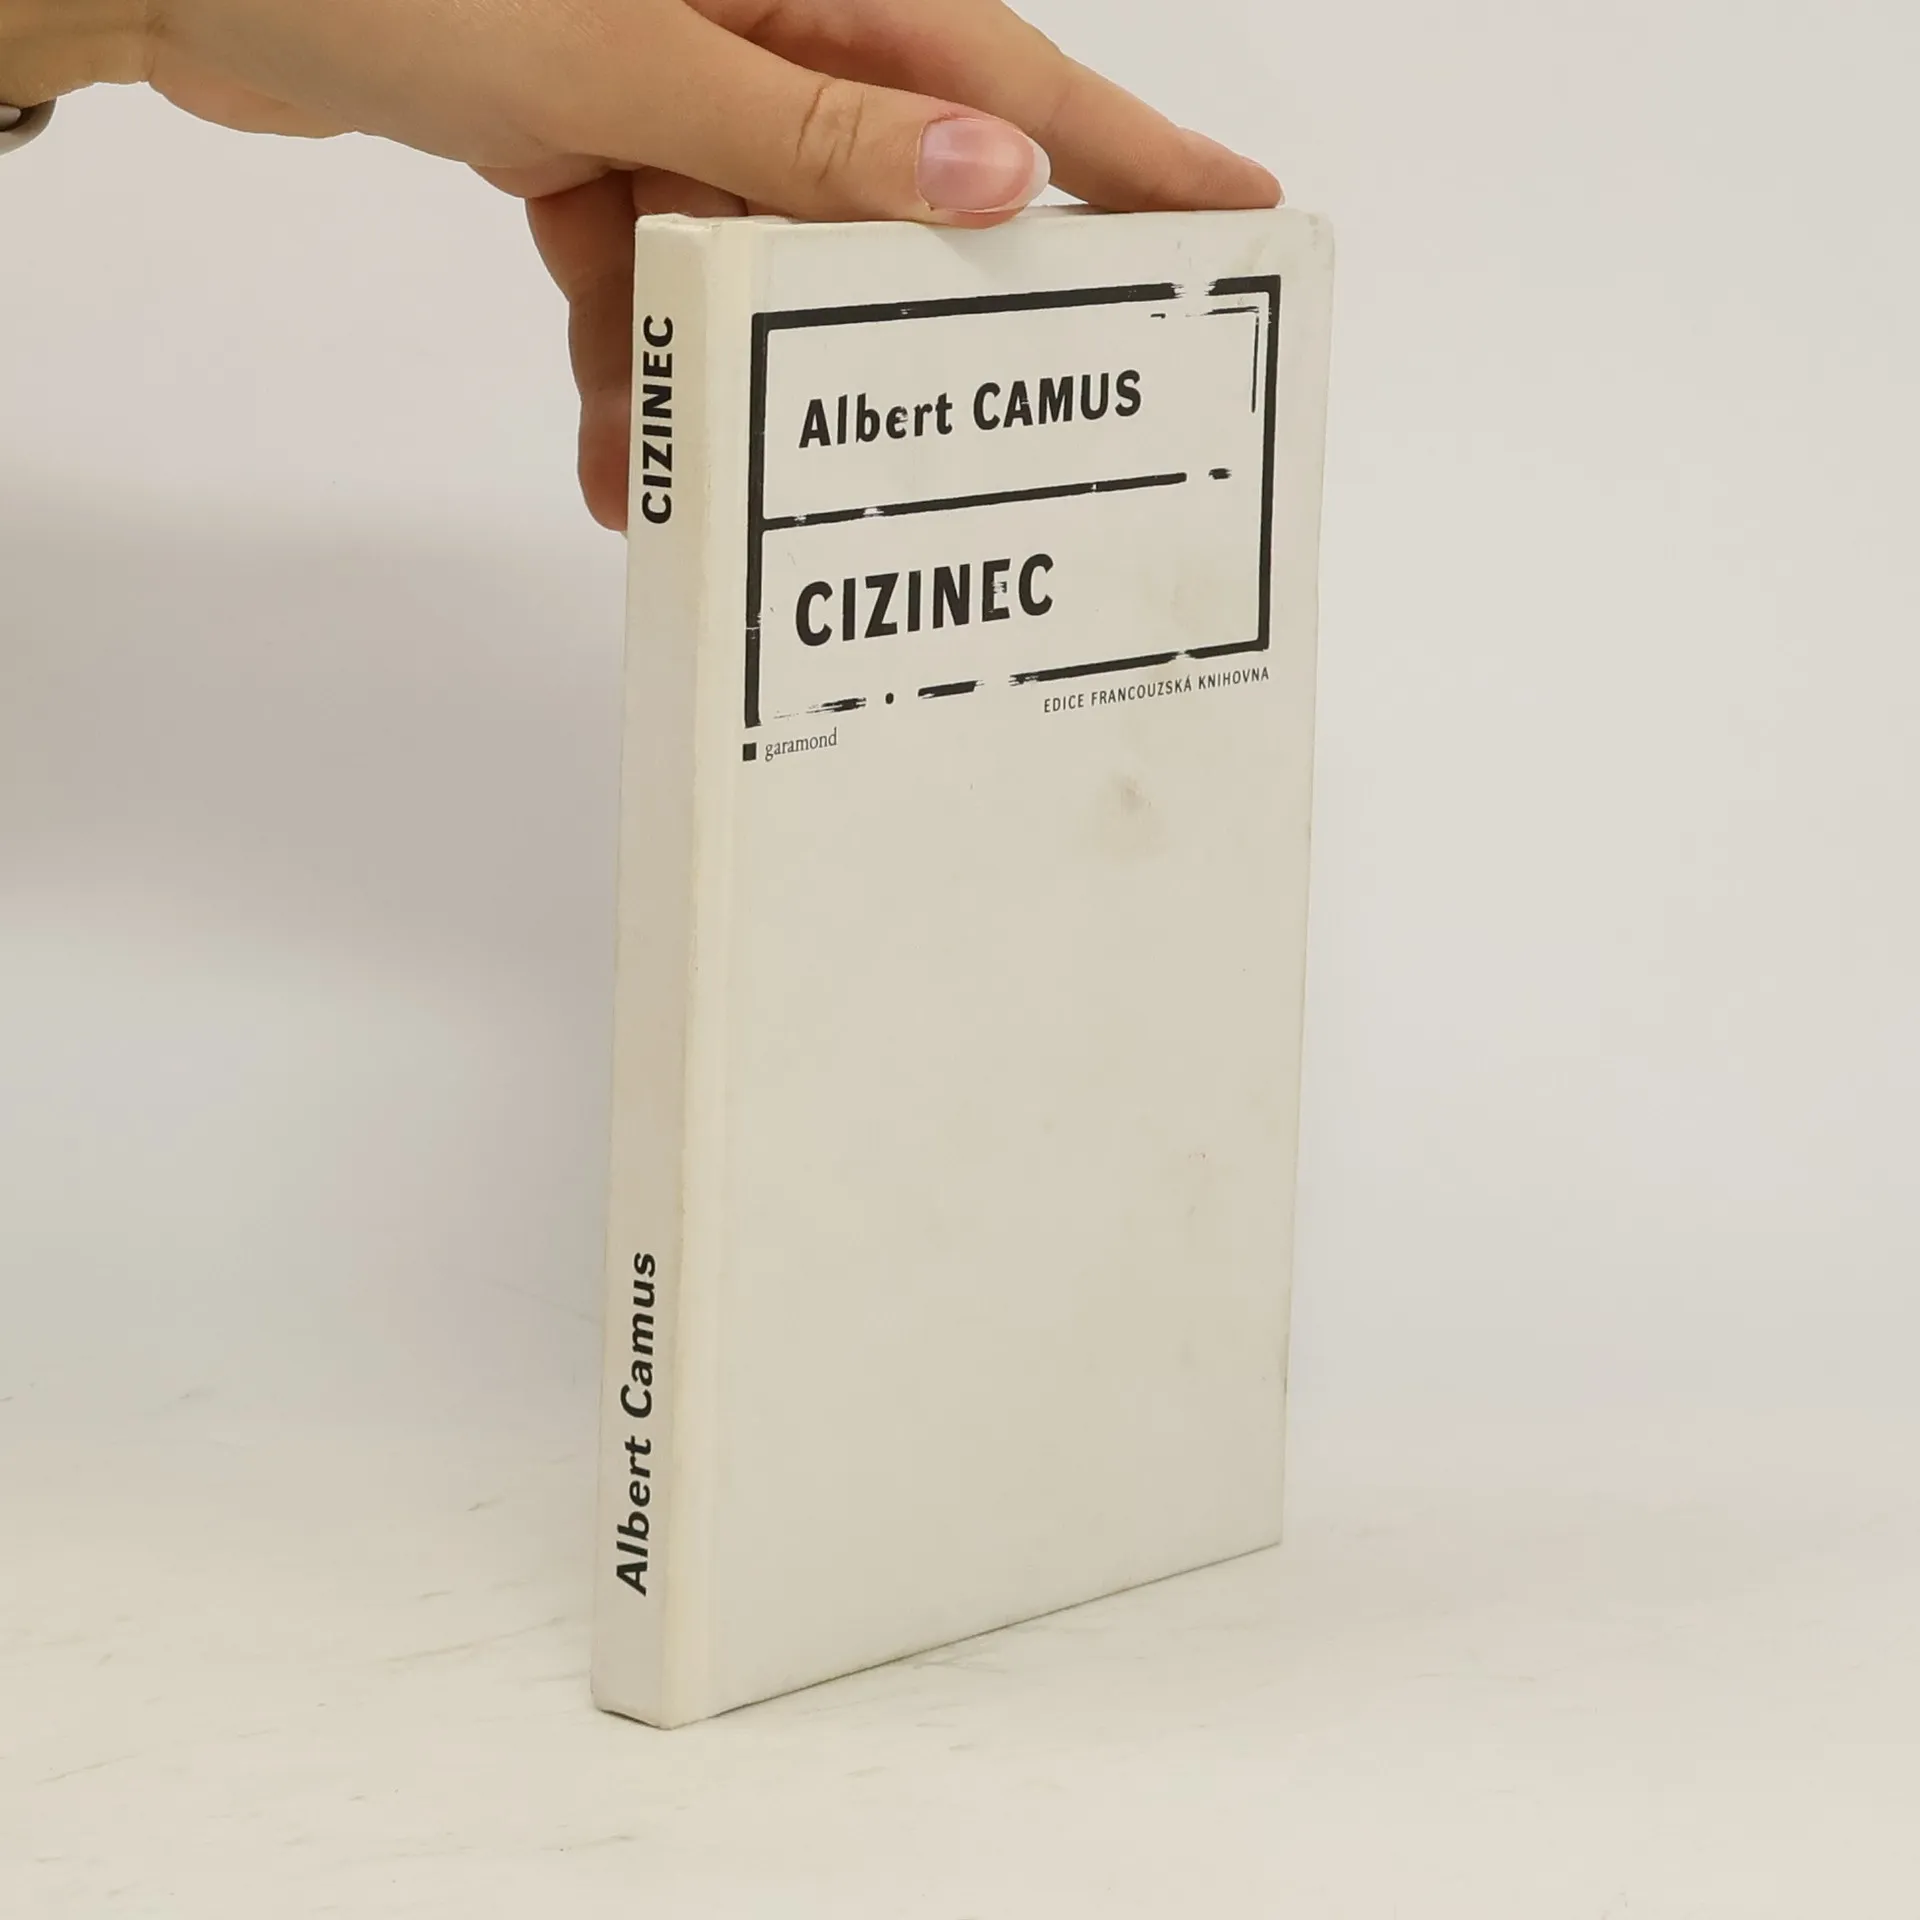 Albert CAMUS
CIZINEC
EDICE FRANCOUZSKÁ KNIHOVNA
garamond
CIZINEC
Albert Camus